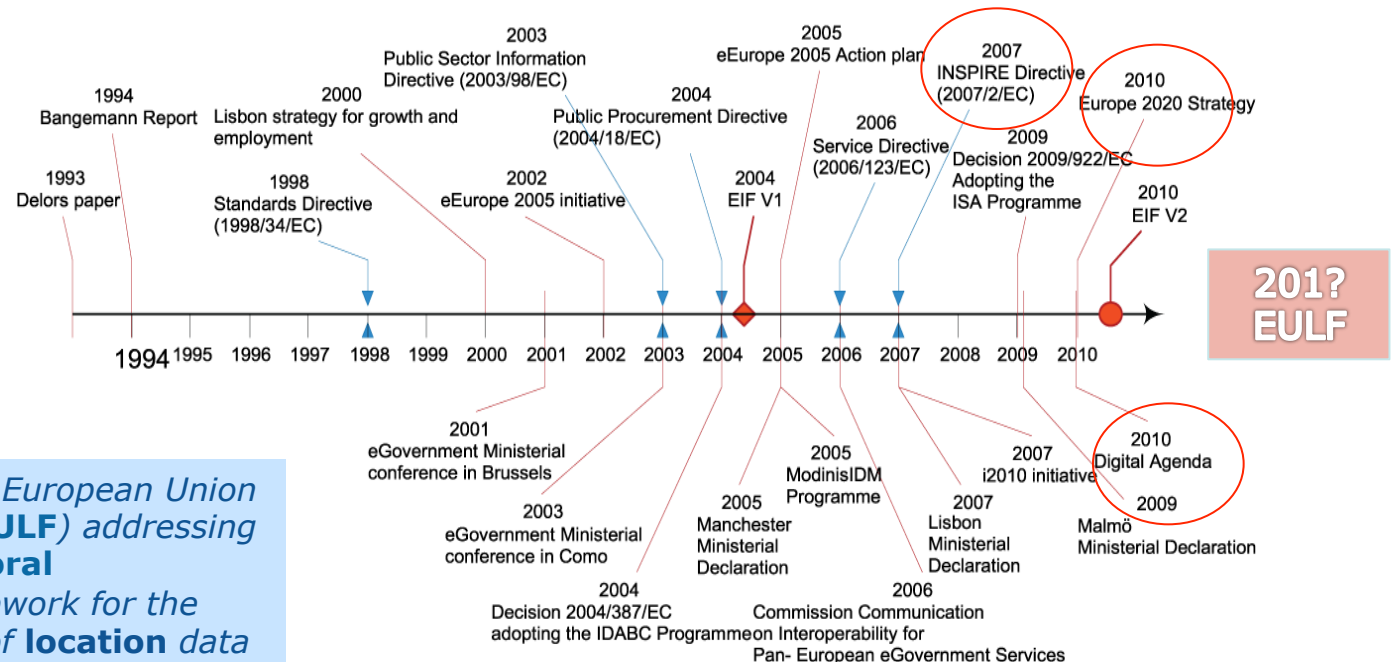 2003
Public Sector Information
Directive (2003/98/EC)
2005
eEurope 2005 Action plan
2007
INSPIRE Directive
(2007/2/EC)
2010
Europe 2020 Strategy
1994
Bangemann Report
2000
Lisbon strategy for growth and
employment
2004
Public Procurement Directive
(2004/18/EC)
2006
Service Directive
(2006/123/EC)
2009
Decision 2009/922/EC
Adopting the
ISA Programme
1993
Delors paper
1998
Standards Directive
(1998/34/EC)
2002
eEurope 2005 initiative
2004
EIF V1
2010
EIF V2
201?
EULF
1994 1995 1996 1997 1998 1999 2000 2001 2002 2003 2004 2005 2006 2007 2008 2009 2010
2001
eGovernment Ministerial
conference in Brussels
2003
eGovernment Ministerial
conference in Como
2004
Decision 2004/387/EC
adopting the IDABC Programme
2005
Manchester
Ministerial
Declaration
2005
ModinisIDM
Programme
2006
Commission Communication
on Interoperability for
Pan- European eGovernment Services
2007
Lisbon
Ministerial
Declaration
2007
i2010 initiative
2010
Digital Agenda
2009
Malmö
Ministerial Declaration
European Union
ULF) addressing
oral
ework for the
of location data